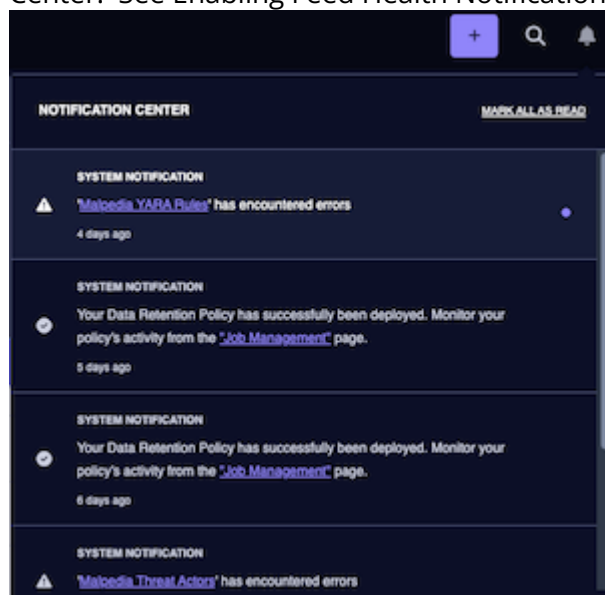 Center. See Enabling Feed Health Notification
+
NOTIFICATION CENTER MARK ALL AS READ
SYSTEM NOTIFICATION
'Malpedia YARA Rules' has encountered errors
4 days ago
SYSTEM NOTIFICATION
Your Data Retention Policy has successfully been deployed. Monitor your
policy's activity from the "Job Management" page.
5 days ago
SYSTEM NOTIFICATION
Your Data Retention Policy has successfully been deployed. Monitor your
policy's activity from the "Job Management" page.
6 days ago
SYSTEM NOTIFICATION
'Malpedia Threat Actors' has encountered errors